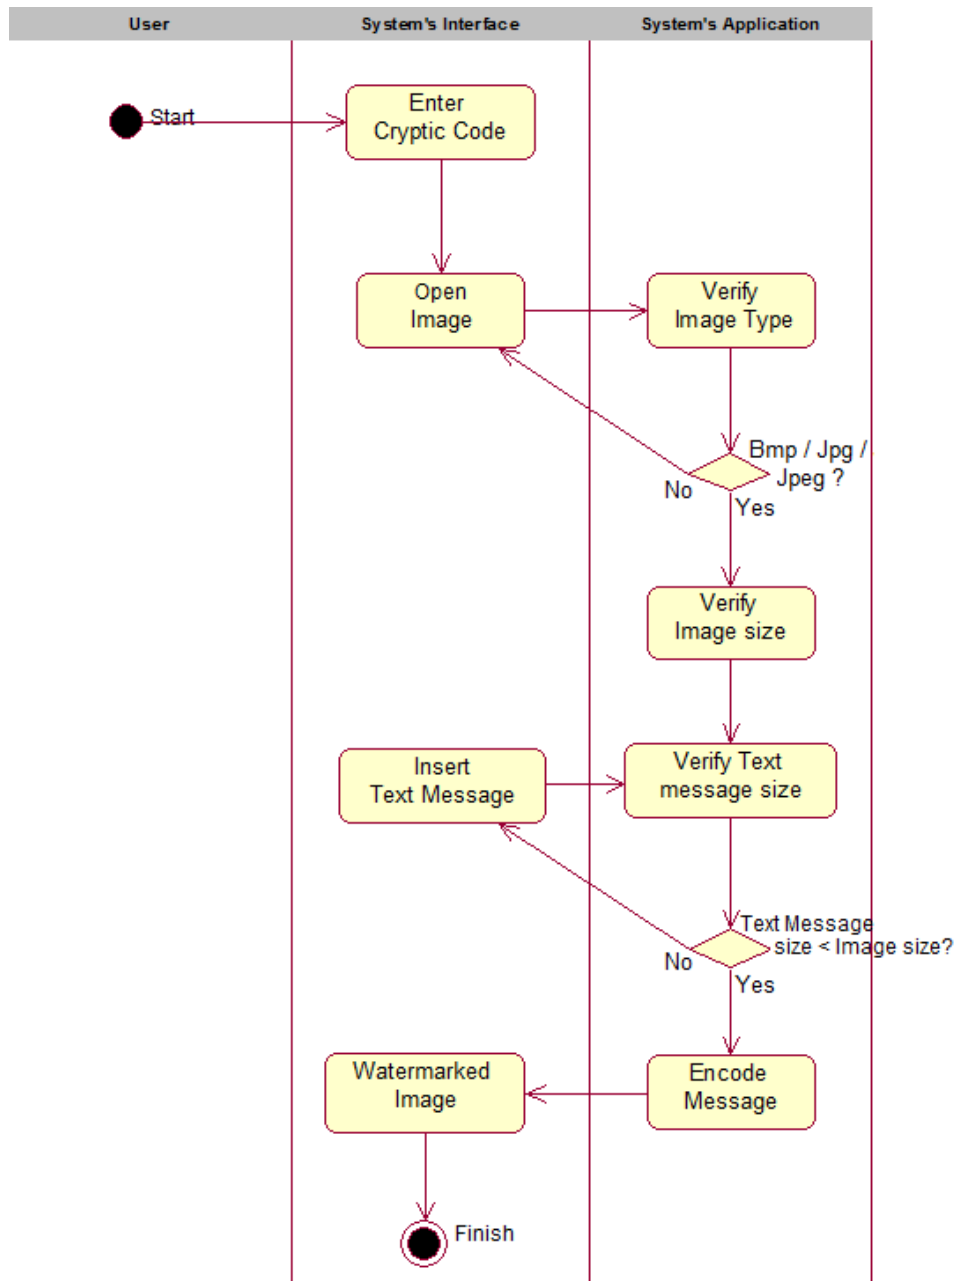 User
System's Interface
System's Application
Start
Enter
Cryptic Code
Open
Image
Verify
Image Type
Bmp / Jpg /
Jpeg ?
No
Yes
Verify
Image size
Insert
Text Message
Verify Text
message size
Text Message
size < Image size?
No
Yes
Watermarked
Image
Encode
Message
Finish